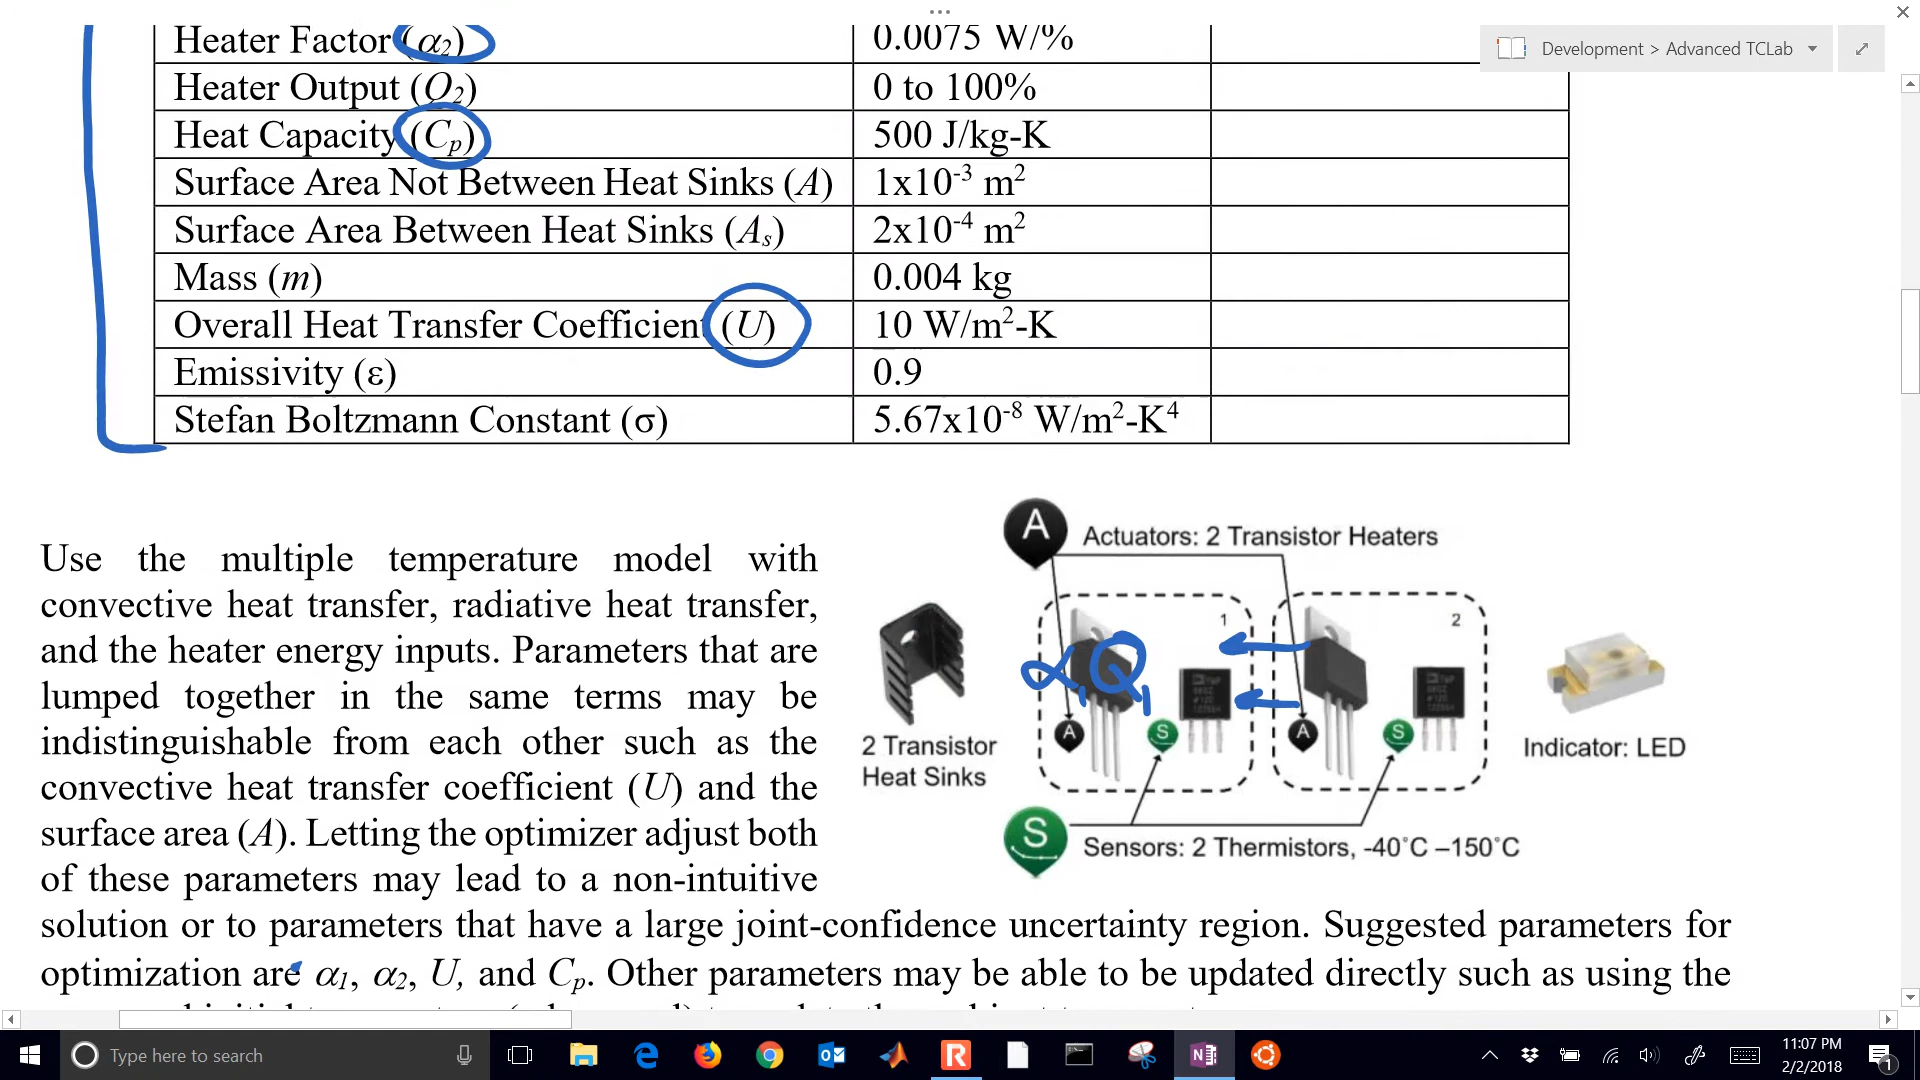 Development > Advanced TCLab
Heater Factor (α2) 0.0075 W/%
Heater Output (Q2) 0 to 100%
Heat Capacity (Cp) 500 J/kg-K
Surface Area Not Between Heat Sinks (A) 1x10-3 m2
Surface Area Between Heat Sinks (As) 2x10-4 m2
Mass (m) 0.004 kg
Overall Heat Transfer Coefficient (U) 10 W/m2-K
Emissivity (ε) 0.9
Stefan Boltzmann Constant (σ) 5.67x10-8 W/m2-K4
Use the multiple temperature model with
convective heat transfer, radiative heat transfer,
and the heater energy inputs. Parameters that are
lumped together in the same terms may be
indistinguishable from each other such as the
convective heat transfer coefficient (U) and the
surface area (A). Letting the optimizer adjust both
of these parameters may lead to a non-intuitive
solution or to parameters that have a large joint-confidence uncertainty region. Suggested parameters for
optimization are α1, α2, U, and Cp. Other parameters may be able to be updated directly such as using the
A
Actuators: 2 Transistor Heaters
1
2
α1Q1
A
S
A
S
2 Transistor
Heat Sinks
Indicator: LED
S
Sensors: 2 Thermistors, -40˚C –150˚C
Type here to search
11:07 PM
2/2/2018
1